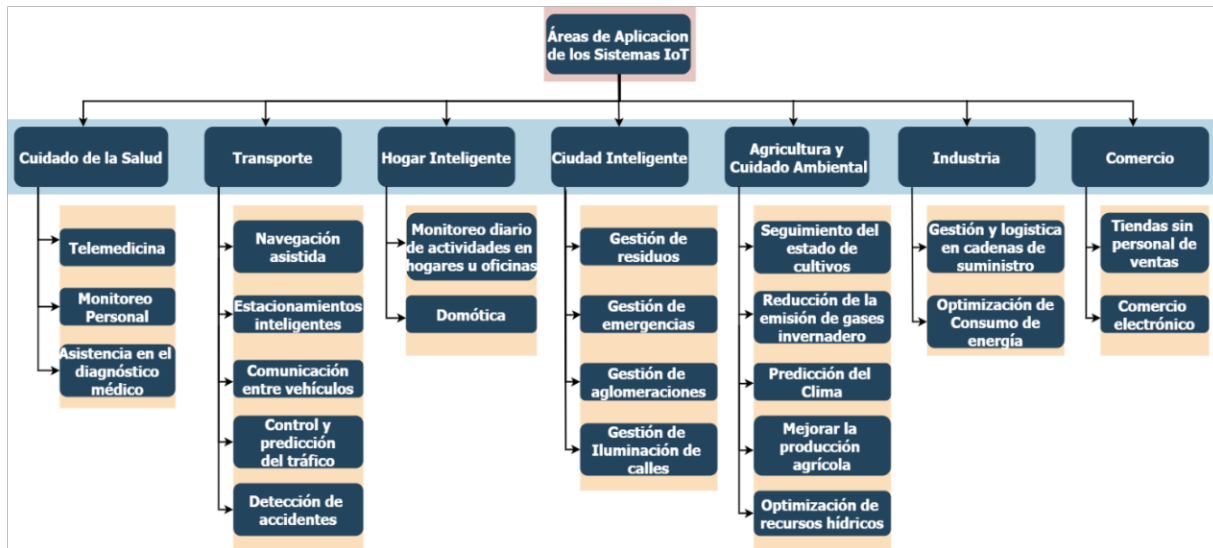 Áreas de Aplicacion
de los Sistemas IoT
Cuidado de la Salud
Transporte
Hogar Inteligente
Ciudad Inteligente
Agricultura y
Cuidado Ambiental
Industria
Comercio
Telemedicina
Monitoreo
Personal
Asistencia en el
diagnóstico
médico
Navegación
asistida
Estacionamientos
inteligentes
Comunicación
entre vehículos
Control y
predicción
del tráfico
Detección de
accidentes
Monitoreo diario
de actividades en
hogares u oficinas
Domótica
Gestión de
residuos
Gestión de
emergencias
Gestión de
aglomeraciones
Gestión de
Iluminación de
calles
Seguimiento del
estado de
cultivos
Reducción de la
emisión de gases
invernadero
Predicción del
Clima
Mejorar la
producción
agrícola
Optimización de
recursos hídricos
Gestión y logistica
en cadenas de
suministro
Optimización de
Consumo de
energía
Tiendas sin
personal de
ventas
Comercio
electrónico